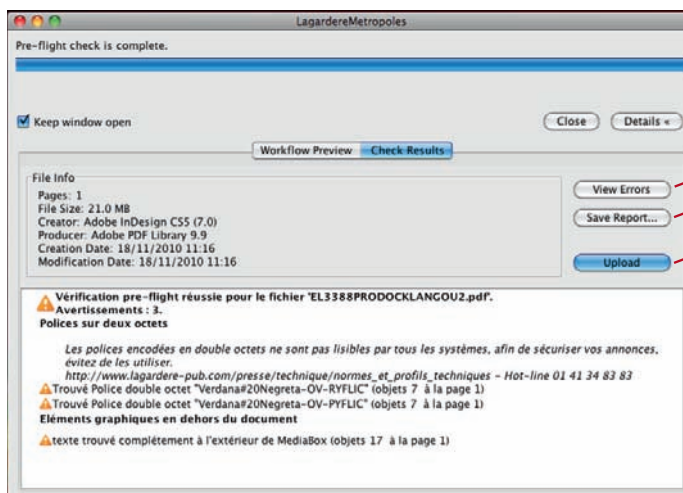 LagardereMetropoles
Pre-flight check is complete.
Keep window open
Close
Details «
Workflow Preview
Check Results
File Info
Pages: 1
File Size: 21.0 MB
Creator: Adobe InDesign CS5 (7.0)
Producer: Adobe PDF Library 9.9
Creation Date: 18/11/2010 11:16
Modification Date: 18/11/2010 11:16
View Errors
Save Report...
Upload
Vérification pre-flight réussie pour le fichier 'EL3388PRODOCKLANGOU2.pdf'.
Avertissements : 3.
Polices sur deux octets
Les polices encodées en double octets ne sont pas lisibles par tous les systèmes, afin de sécuriser vos annonces,
évitez de les utiliser.
http://www.lagardere-pub.com/presse/technique/normes_et_profils_techniques - Hot-line 01 41 34 83 83
Trouvé Police double octet "Verdana#20Negreta-OV-RYFLIC" (objets 7 à la page 1)
Trouvé Police double octet "Verdana#20Negreta-OV-PYFLIC" (objets 7 à la page 1)
Eléments graphiques en dehors du document
texte trouvé complétement à l'extérieur de MediaBox (objets 17 à la page 1)